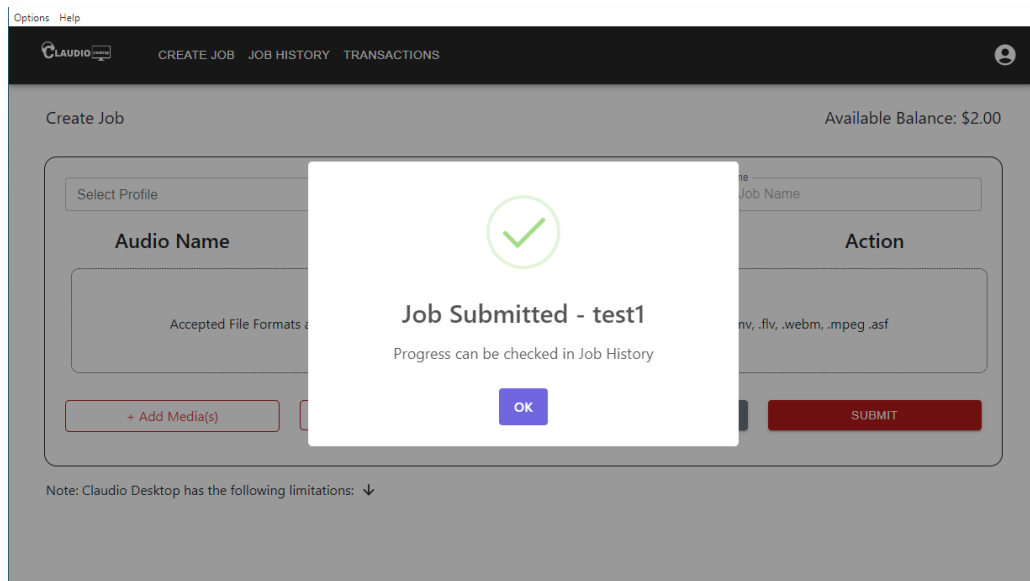 Options Help
CLAUDIO CREATE JOB JOB HISTORY TRANSACTIONS
Create Job Available Balance: $2.00
Select Profile
Job Name
Audio Name Action
Accepted File Formats
.flv, .webm, .mpeg .asf
Job Submitted - test1
Progress can be checked in Job History
OK
+ Add Media(s) SUBMIT
Note: Claudio Desktop has the following limitations: